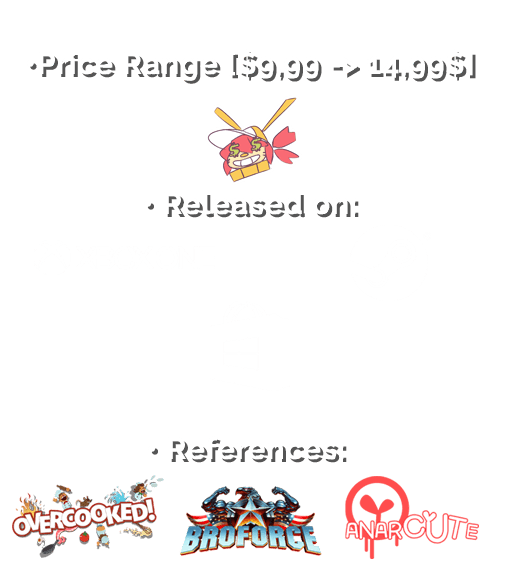 •Price Range [$9,99 -> 14,99$]
• Released on:
• References:
OVERCOOKED!
BROFORCE
ANARCUTE